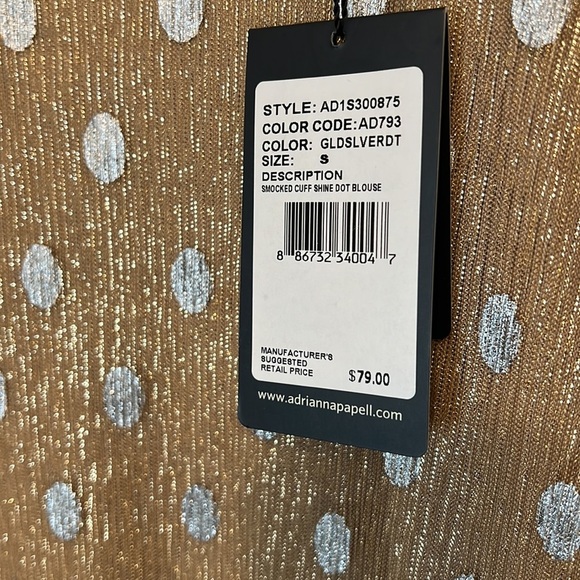 STYLE: AD1S300875
COLOR CODE:AD793
COLOR: GLDSLVERDT
SIZE: S
DESCRIPTION
SMOCKED CUFF SHINE DOT BLOUSE
8 86732 34004 7
MANUFACTURER'S
SUGGESTED
RETAIL PRICE $79.00
www.adriannapapell.com